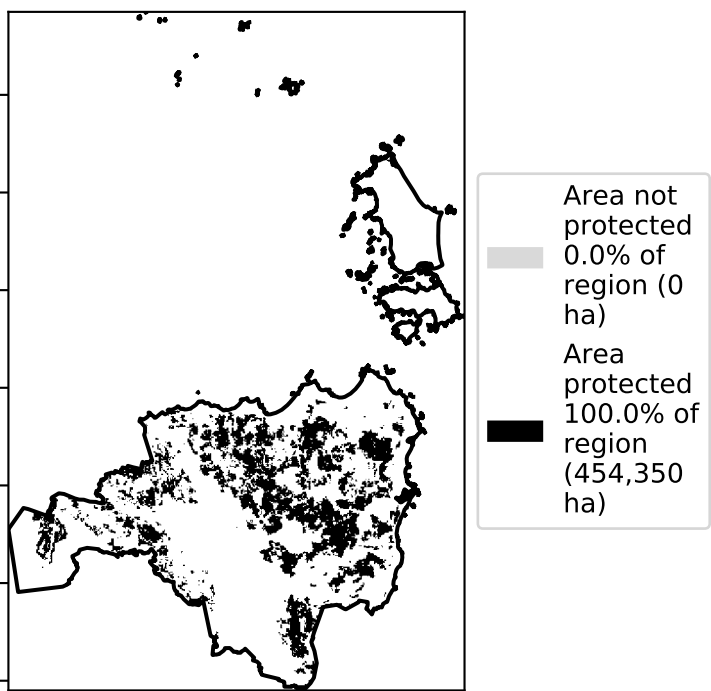 Area not
protected
0.0% of
region (0
ha)
Area
protected
100.0% of
region
(454,350
ha)